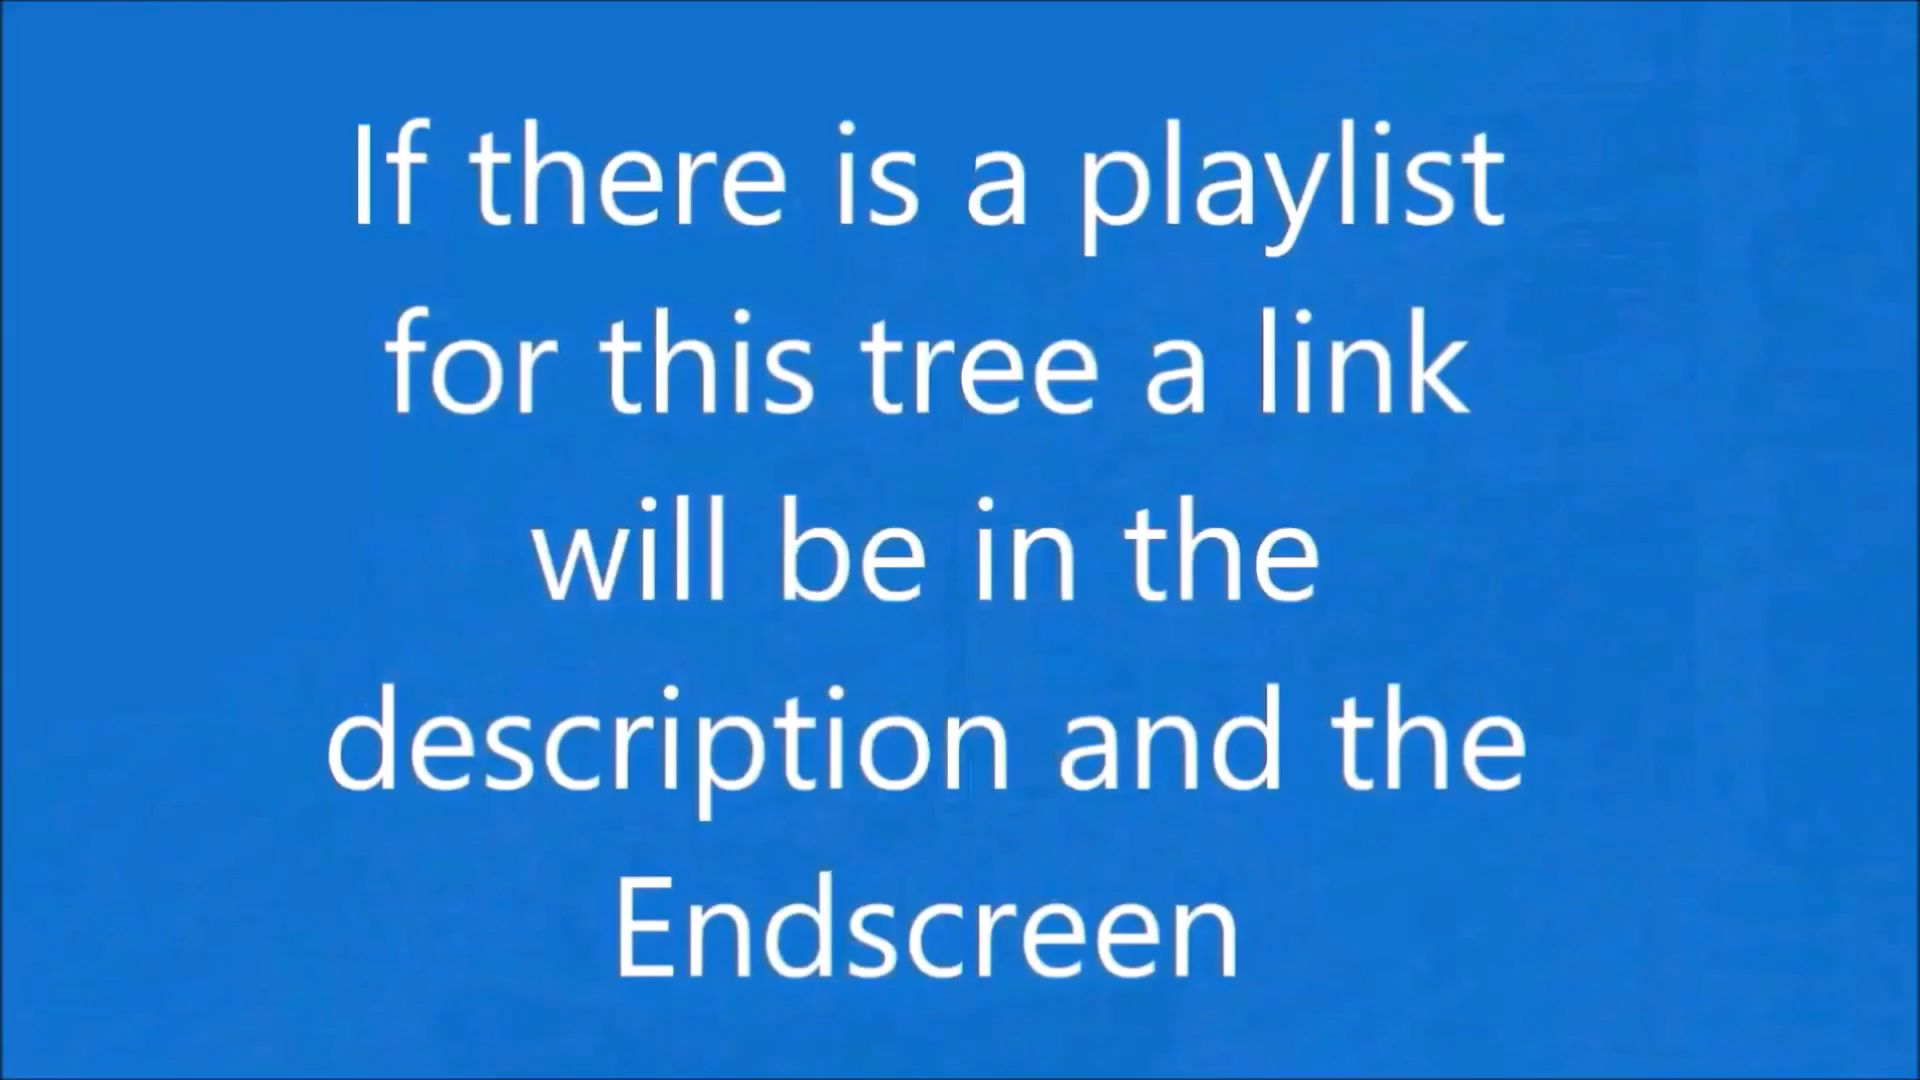 If there is a playlist
for this tree a link
will be in the
description and the
Endscreen